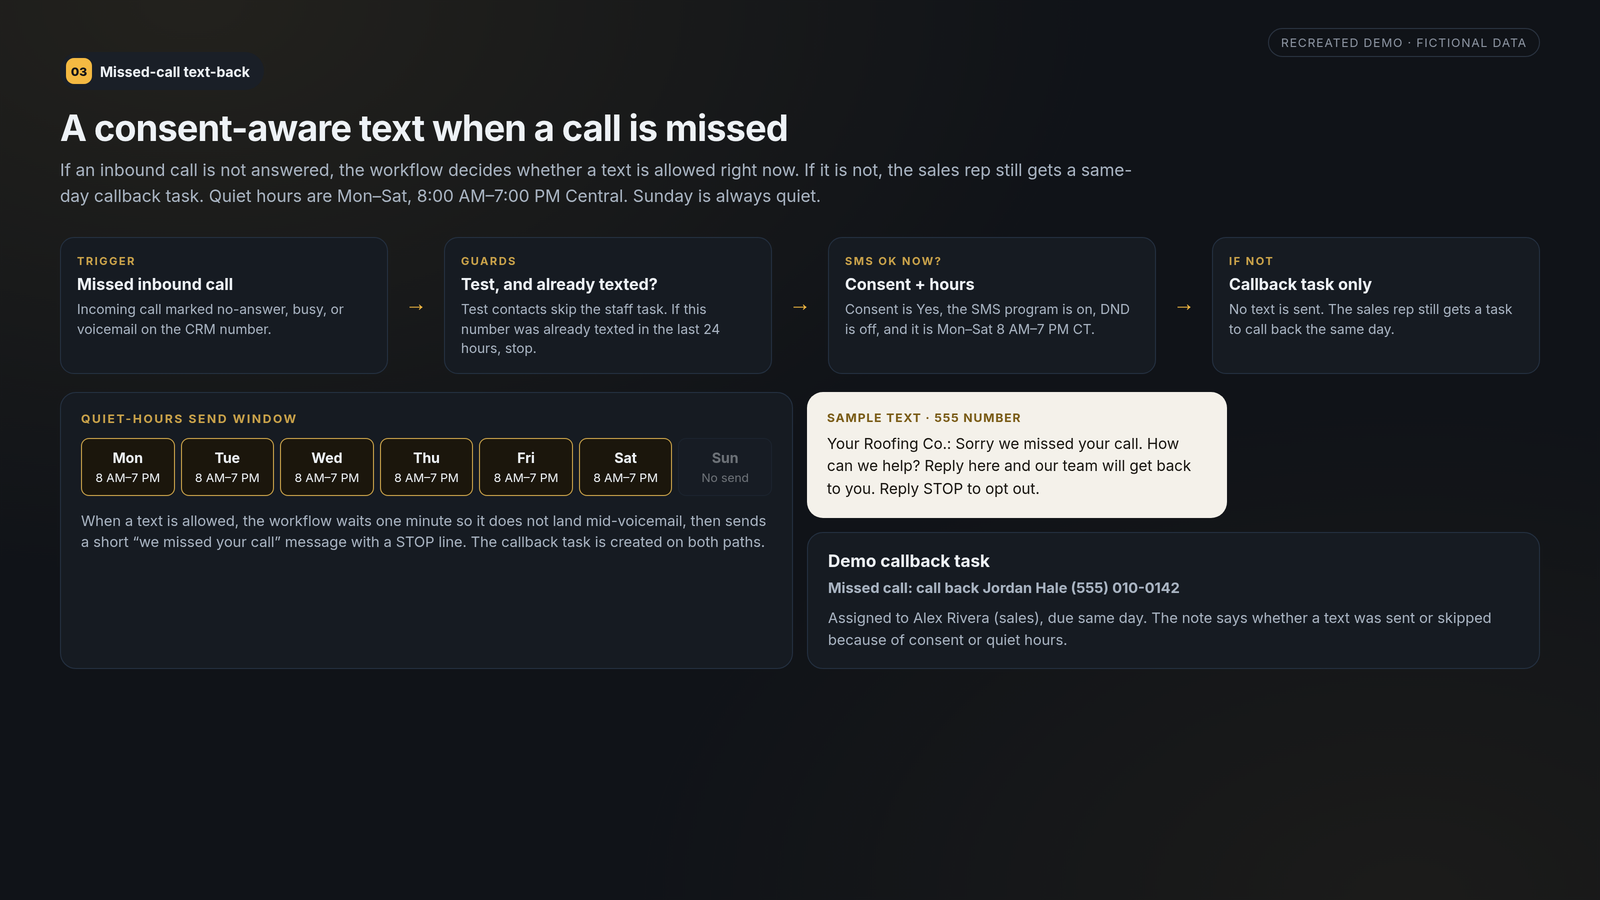 RECREATED DEMO · FICTIONAL DATA
03 Missed-call text-back
A consent-aware text when a call is missed
If an inbound call is not answered, the workflow decides whether a text is allowed right now. If it is not, the sales rep still gets a same-
day callback task. Quiet hours are Mon–Sat, 8:00 AM–7:00 PM Central. Sunday is always quiet.
TRIGGER
Missed inbound call
Incoming call marked no-answer, busy, or
voicemail on the CRM number.
→
GUARDS
Test, and already texted?
Test contacts skip the staff task. If this
number was already texted in the last 24
hours, stop.
→
SMS OK NOW?
Consent + hours
Consent is Yes, the SMS program is on, DND
is off, and it is Mon–Sat 8 AM–7 PM CT.
→
IF NOT
Callback task only
No text is sent. The sales rep still gets a task
to call back the same day.
QUIET-HOURS SEND WINDOW
Mon
8 AM–7 PM
Tue
8 AM–7 PM
Wed
8 AM–7 PM
Thu
8 AM–7 PM
Fri
8 AM–7 PM
Sat
8 AM–7 PM
Sun
No send
When a text is allowed, the workflow waits one minute so it does not land mid-voicemail, then sends
a short “we missed your call” message with a STOP line. The callback task is created on both paths.
SAMPLE TEXT · 555 NUMBER
Your Roofing Co.: Sorry we missed your call. How
can we help? Reply here and our team will get back
to you. Reply STOP to opt out.
Demo callback task
Missed call: call back Jordan Hale (555) 010-0142
Assigned to Alex Rivera (sales), due same day. The note says whether a text was sent or skipped
because of consent or quiet hours.